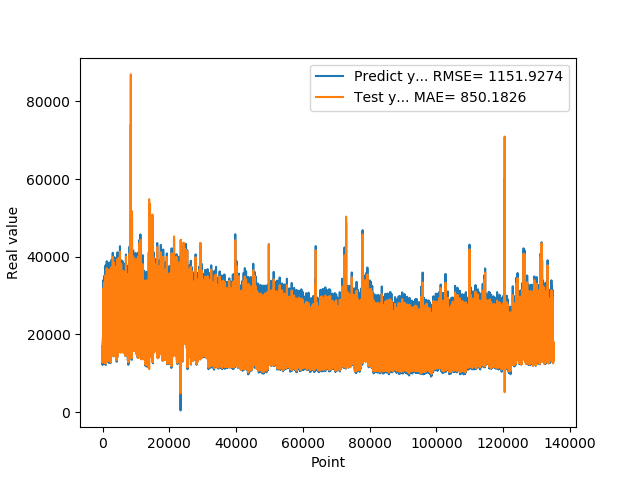 Predict y... RMSE= 1151.9274
Test y... MAE= 850.1826
80000
60000
40000
20000
0
Real value
0 20000 40000 60000 80000 100000 120000 140000
Point